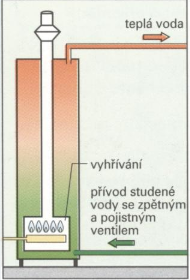 teplá voda
vyhřívání
přívod studené
vody se zpětným
a pojistným
ventilem